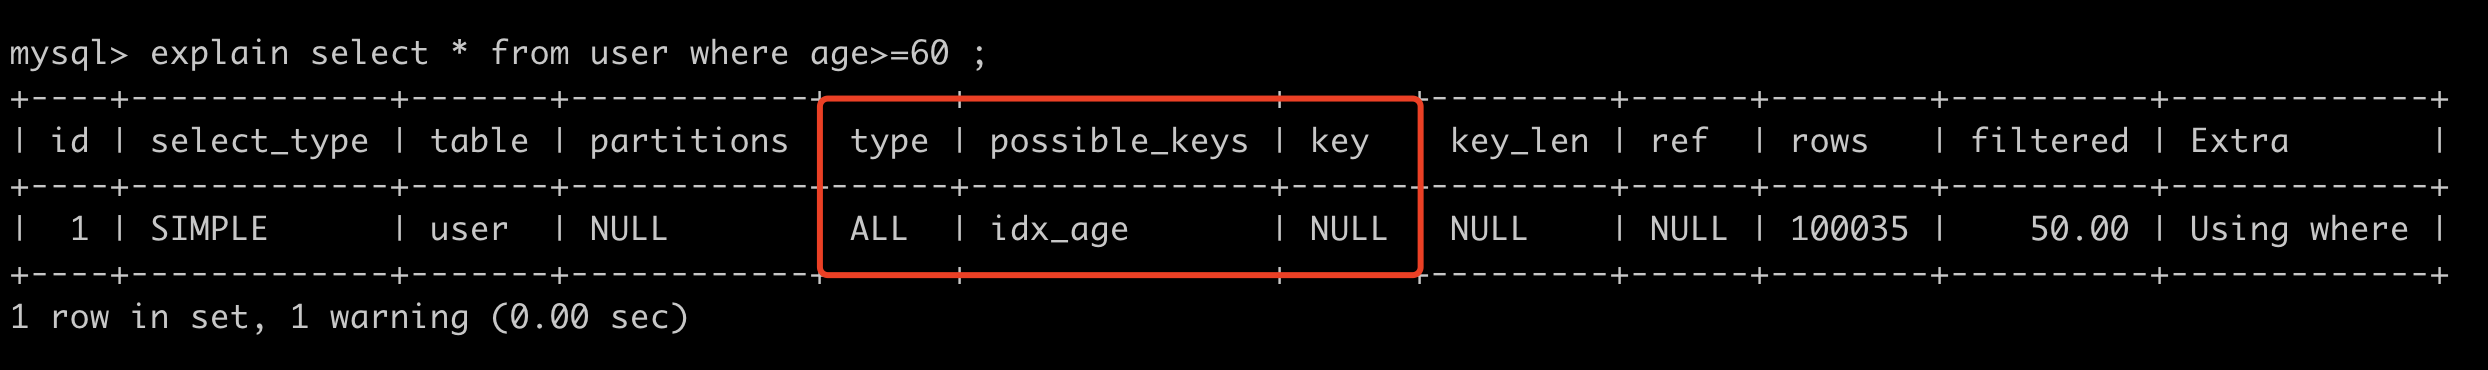 mysql> explain select * from user where age>=60 ;
+----+-------------+-------+------------+------+---------------+------+---------+------+--------+----------+-------------+
| id | select_type | table | partitions | type | possible_keys | key | key_len | ref | rows | filtered | Extra |
+----+-------------+-------+------------+------+---------------+------+---------+------+--------+----------+-------------+
| 1 | SIMPLE | user | NULL | ALL | idx_age | NULL | NULL | NULL | 100035 | 50.00 | Using where |
+----+-------------+-------+------------+------+---------------+------+---------+------+--------+----------+-------------+
1 row in set, 1 warning (0.00 sec)